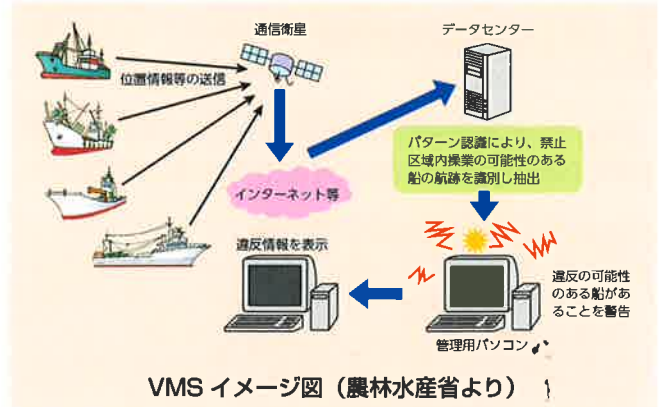 通信衛星
データセンター
位置情報等の送信
パターン認識により、禁止
区域内操業の可能性のある
船の航跡を識別し抽出
インターネット等
違反情報を表示
違反の可能性
のある船があ
ることを警告
管理用パソコン
VMS イメージ図（農林水産省より）